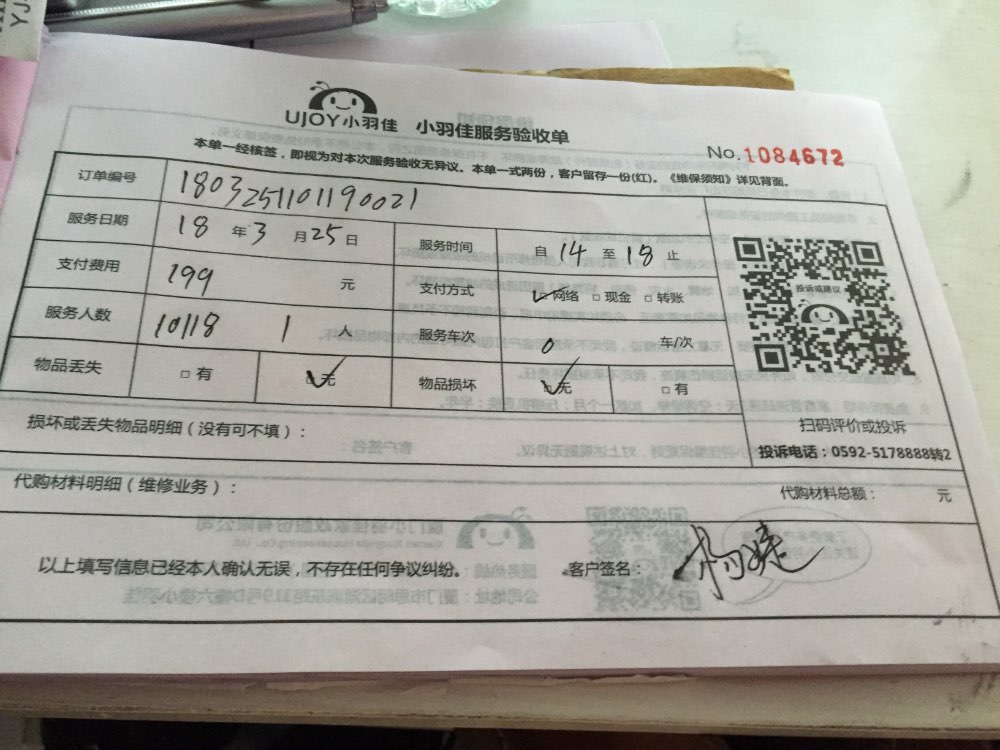 UJOY小羽佳 小羽佳服务验收单
No.1084672
本单一经核签，即视为对本次服务验收无异议。本单一式两份，客户留存一份(红)。《维保须知》详见背面。
订单编号 1803251101190021
服务日期 18 年 3 月 25 日 服务时间 自 14 至 18 止
支付费用 199 元 支付方式 ☑网络 □现金 □转账
投诉或建议
服务人数 10118 1 人 服务车次 0 车/次
物品丢失 □有 ☑无 物品损坏 ☑无 □有
扫码评价或投诉
投诉电话：0592-5178888转2
损坏或丢失物品明细（没有可不填）：
代购材料明细（维修业务）： 代购材料总额： 元
以上填写信息已经本人确认无误，不存在任何争议纠纷。 客户签名：